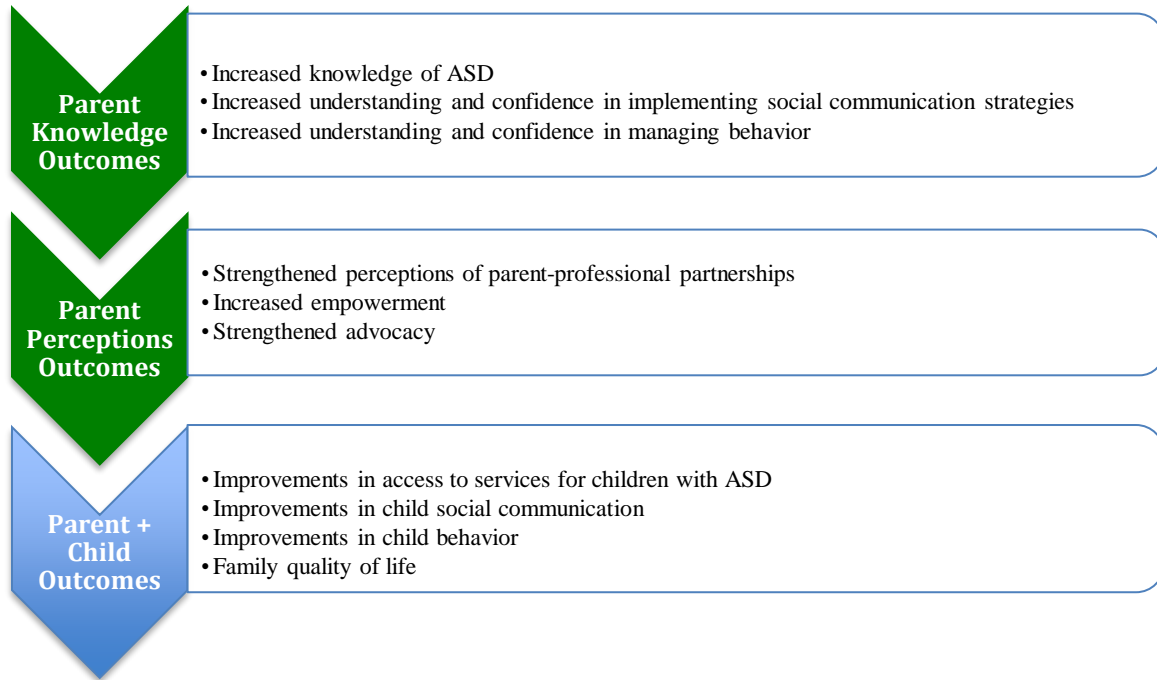 Parent
Knowledge
Outcomes
• Increased knowledge of ASD
• Increased understanding and confidence in implementing social communication strategies
• Increased understanding and confidence in managing behavior
Parent
Perceptions
Outcomes
• Strengthened perceptions of parent-professional partnerships
• Increased empowerment
• Strengthened advocacy
Parent +
Child
Outcomes
• Improvements in access to services for children with ASD
• Improvements in child social communication
• Improvements in child behavior
• Family quality of life